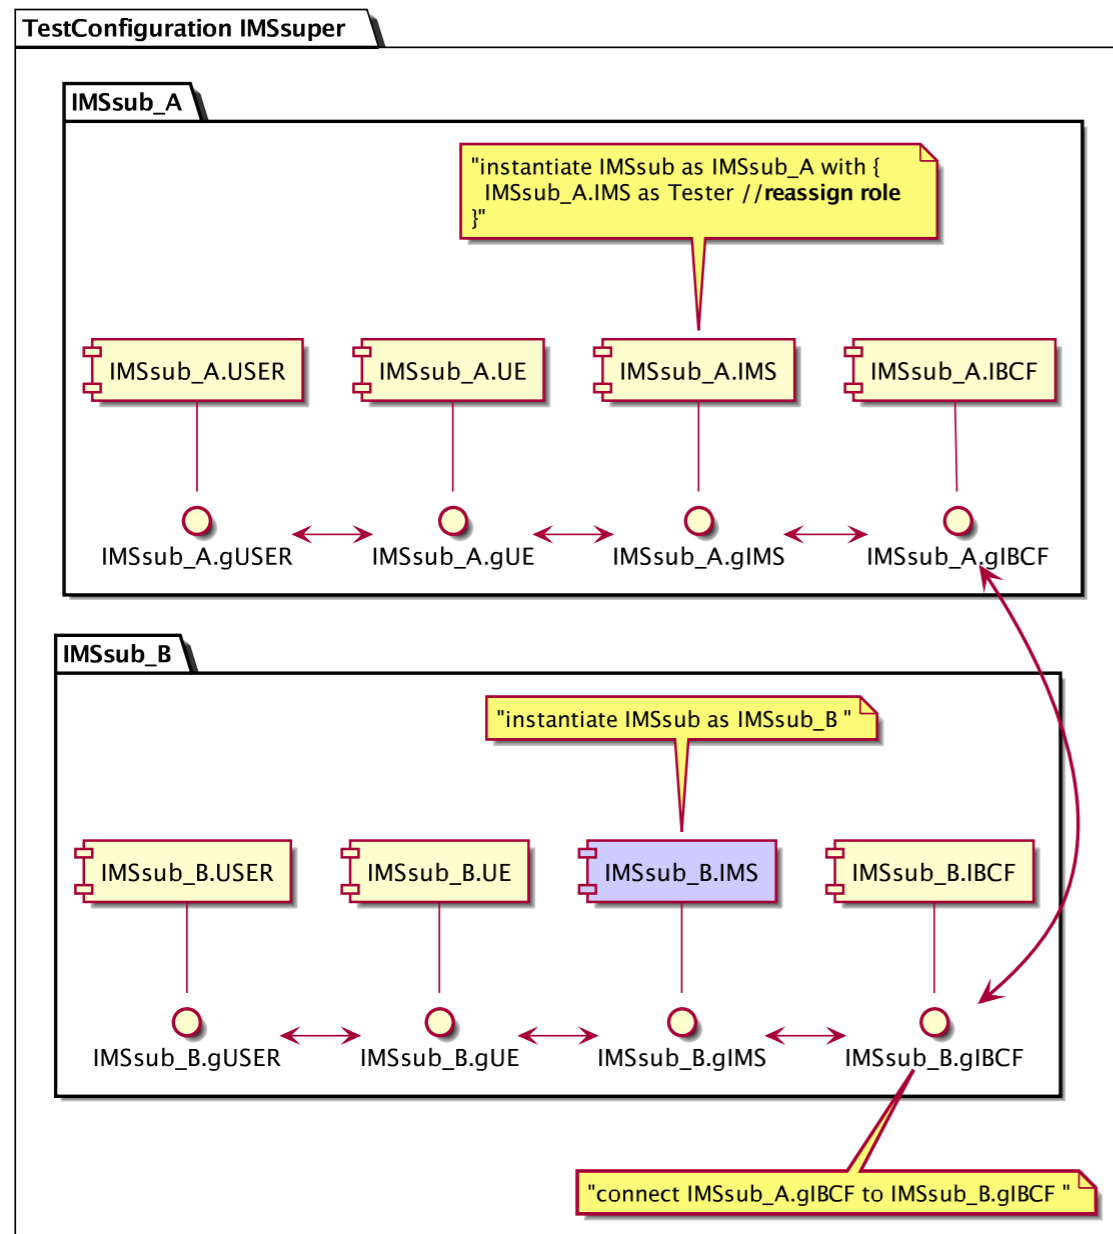 TestConfiguration IMSsuper
IMSsub_A
"instantiate IMSsub as IMSsub_A with {
IMSsub_A.IMS as Tester //reassign role
}"
IMSsub_A.USER
IMSsub_A.UE
IMSsub_A.IMS
IMSsub_A.IBCF
IMSsub_A.gUSER
IMSsub_A.gUE
IMSsub_A.gIMS
IMSsub_A.gIBCF
IMSsub_B
"instantiate IMSsub as IMSsub_B "
IMSsub_B.USER
IMSsub_B.UE
IMSsub_B.IMS
IMSsub_B.IBCF
IMSsub_B.gUSER
IMSsub_B.gUE
IMSsub_B.gIMS
IMSsub_B.gIBCF
"connect IMSsub_A.gIBCF to IMSsub_B.gIBCF "